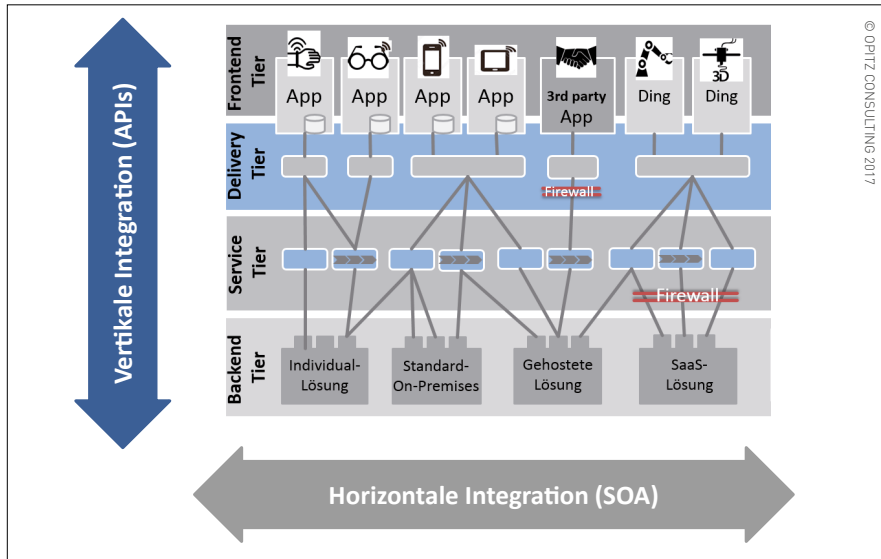 Vertikale Integration (APIs)
Frontend
Tier
App
App
App
App
3rd party
App
Ding
3D
Ding
Delivery
Tier
Firewall
Service
Tier
Firewall
Backend
Tier
Individual-
Lösung
Standard-
On-Premises
Gehostete
Lösung
SaaS-
Lösung
Horizontale Integration (SOA)
© OPITZ CONSULTING 2017